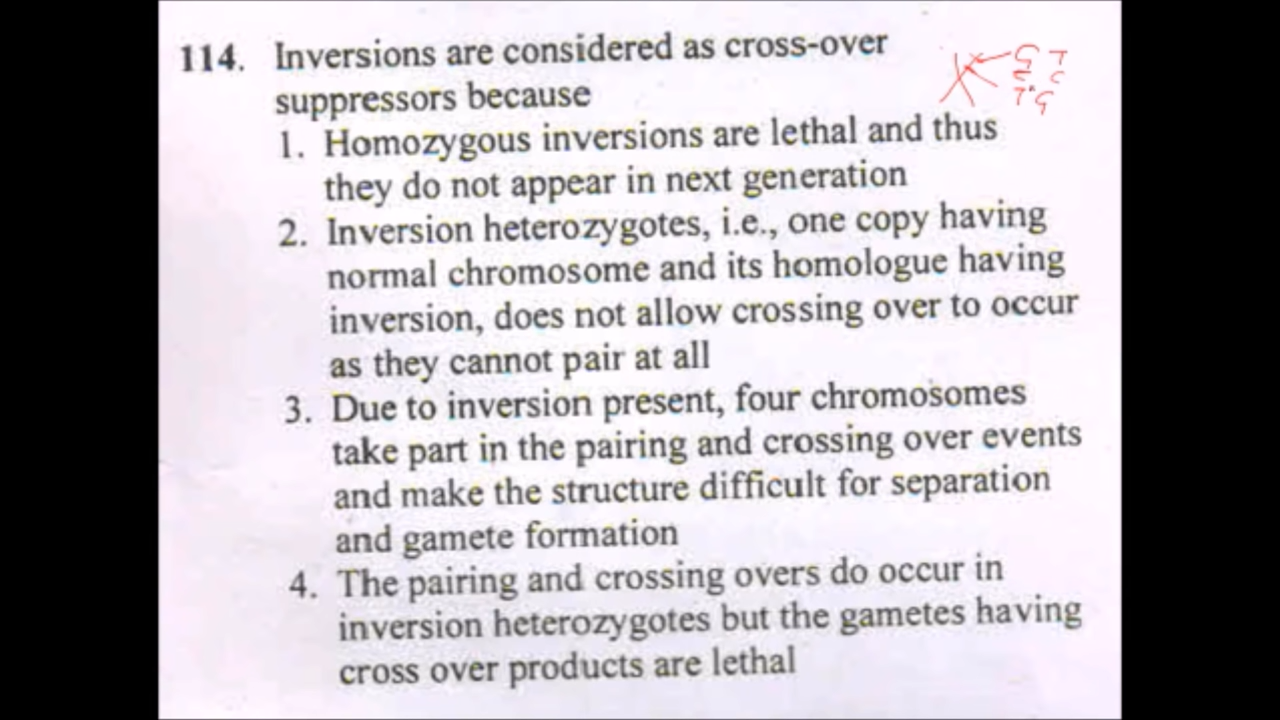 114. Inversions are considered as cross-over
suppressors because
1. Homozygous inversions are lethal and thus
they do not appear in next generation
2. Inversion heterozygotes, i.e., one copy having
normal chromosome and its homologue having
inversion, does not allow crossing over to occur
as they cannot pair at all
3. Due to inversion present, four chromosomes
take part in the pairing and crossing over events
and make the structure difficult for separation
and gamete formation
4. The pairing and crossing overs do occur in
inversion heterozygotes but the gametes having
cross over products are lethal